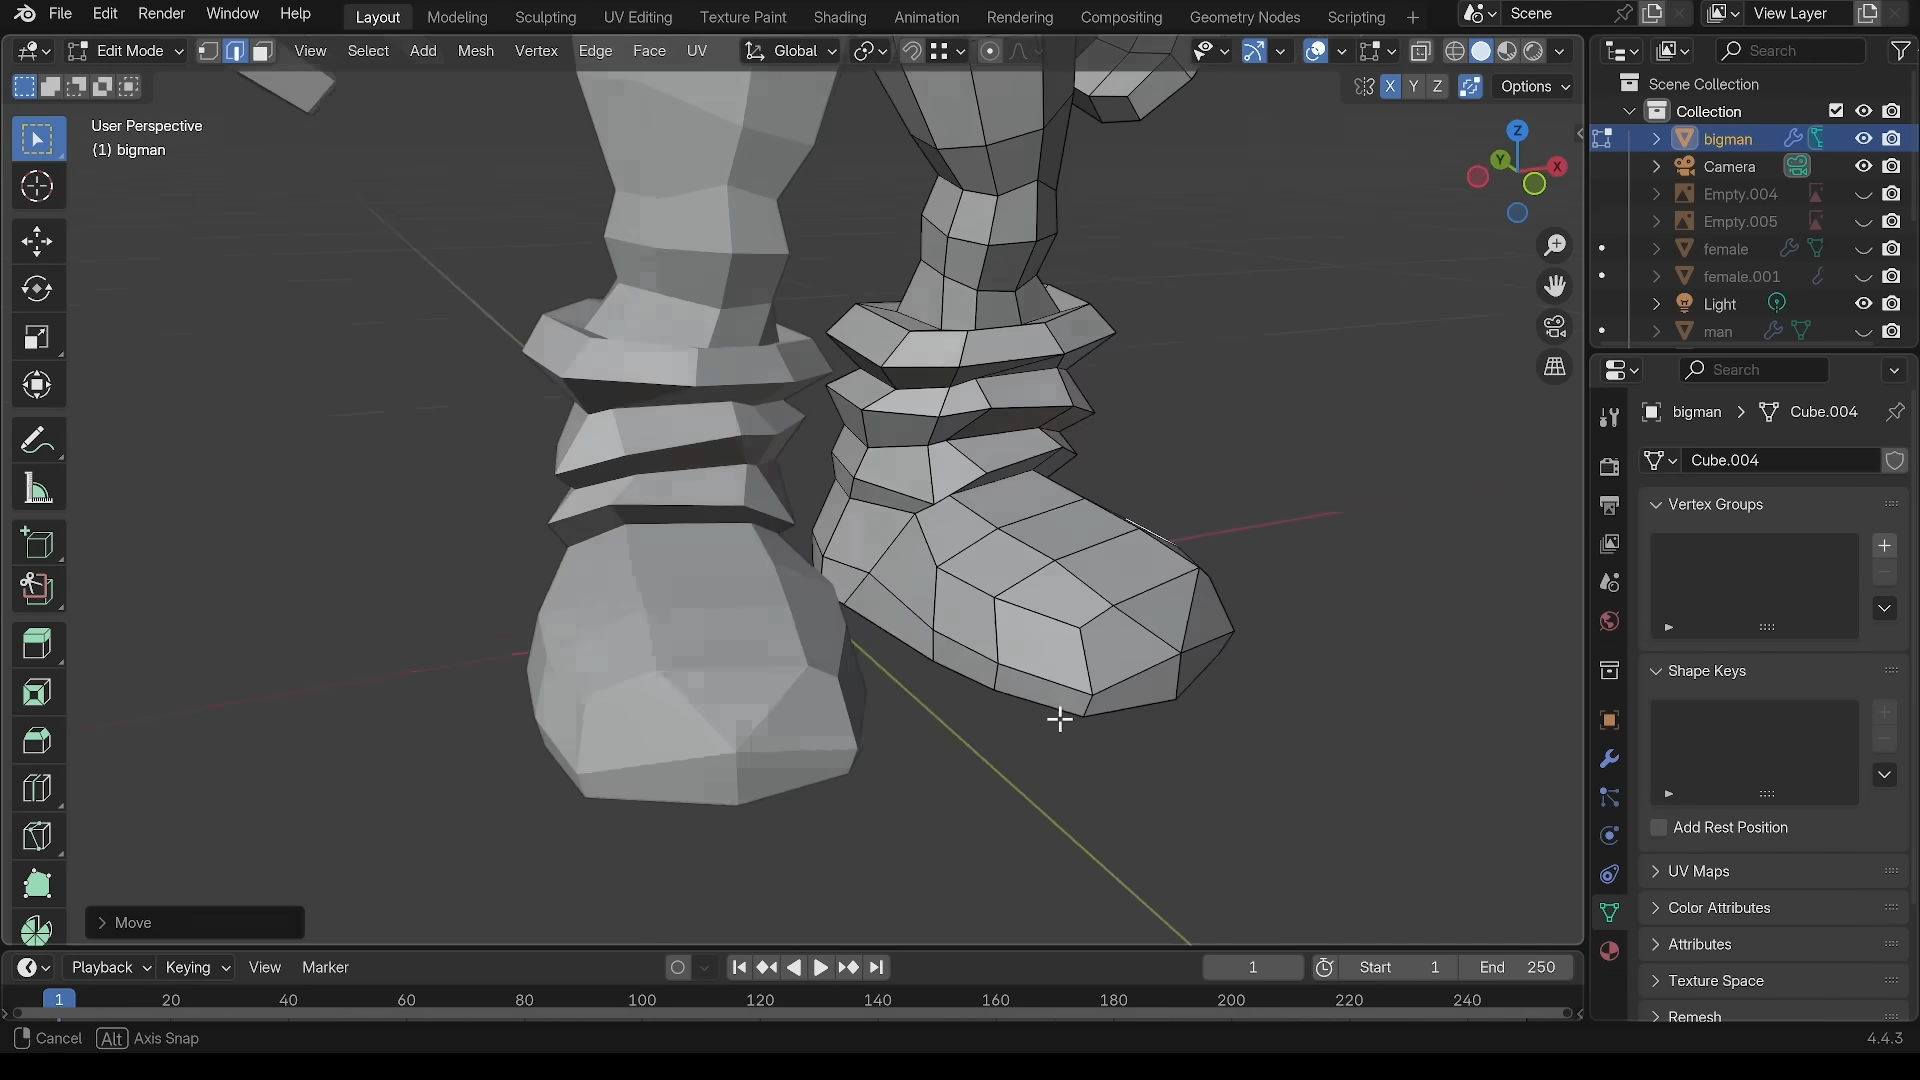 File Edit Render Window Help Layout Modeling Sculpting UV Editing Texture Paint Shading Animation Rendering Compositing Geometry Nodes Scripting + Scene View Layer
Edit Mode View Select Add Mesh Vertex Edge Face UV Global Search
X Y Z Options
User Perspective
(1) bigman
Z
Y
X
Scene Collection
Collection
bigman
Camera
Empty.004
Empty.005
female
female.001
Light
man
Search
bigman > Cube.004
Cube.004
Vertex Groups
Shape Keys
Add Rest Position
UV Maps
Color Attributes
Attributes
Texture Space
Remesh
> Move
Playback Keying View Marker 1 Start 1 End 250
1 20 40 60 80 100 120 140 160 180 200 220 240
Cancel Alt Axis Snap 4.4.3